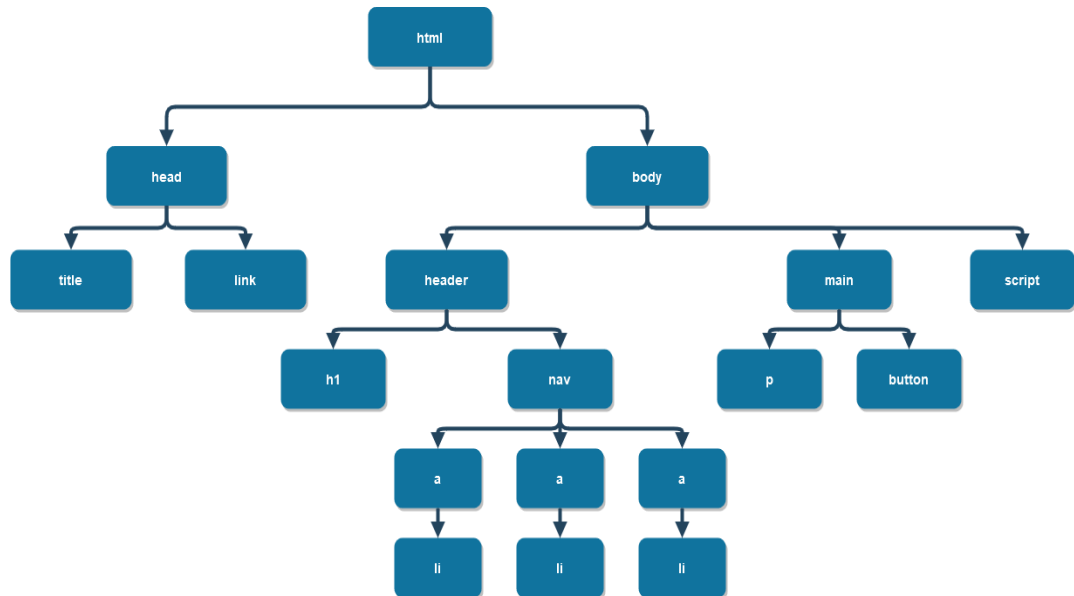 html
head
body
title
link
header
main
script
h1
nav
p
button
a
a
a
li
li
li